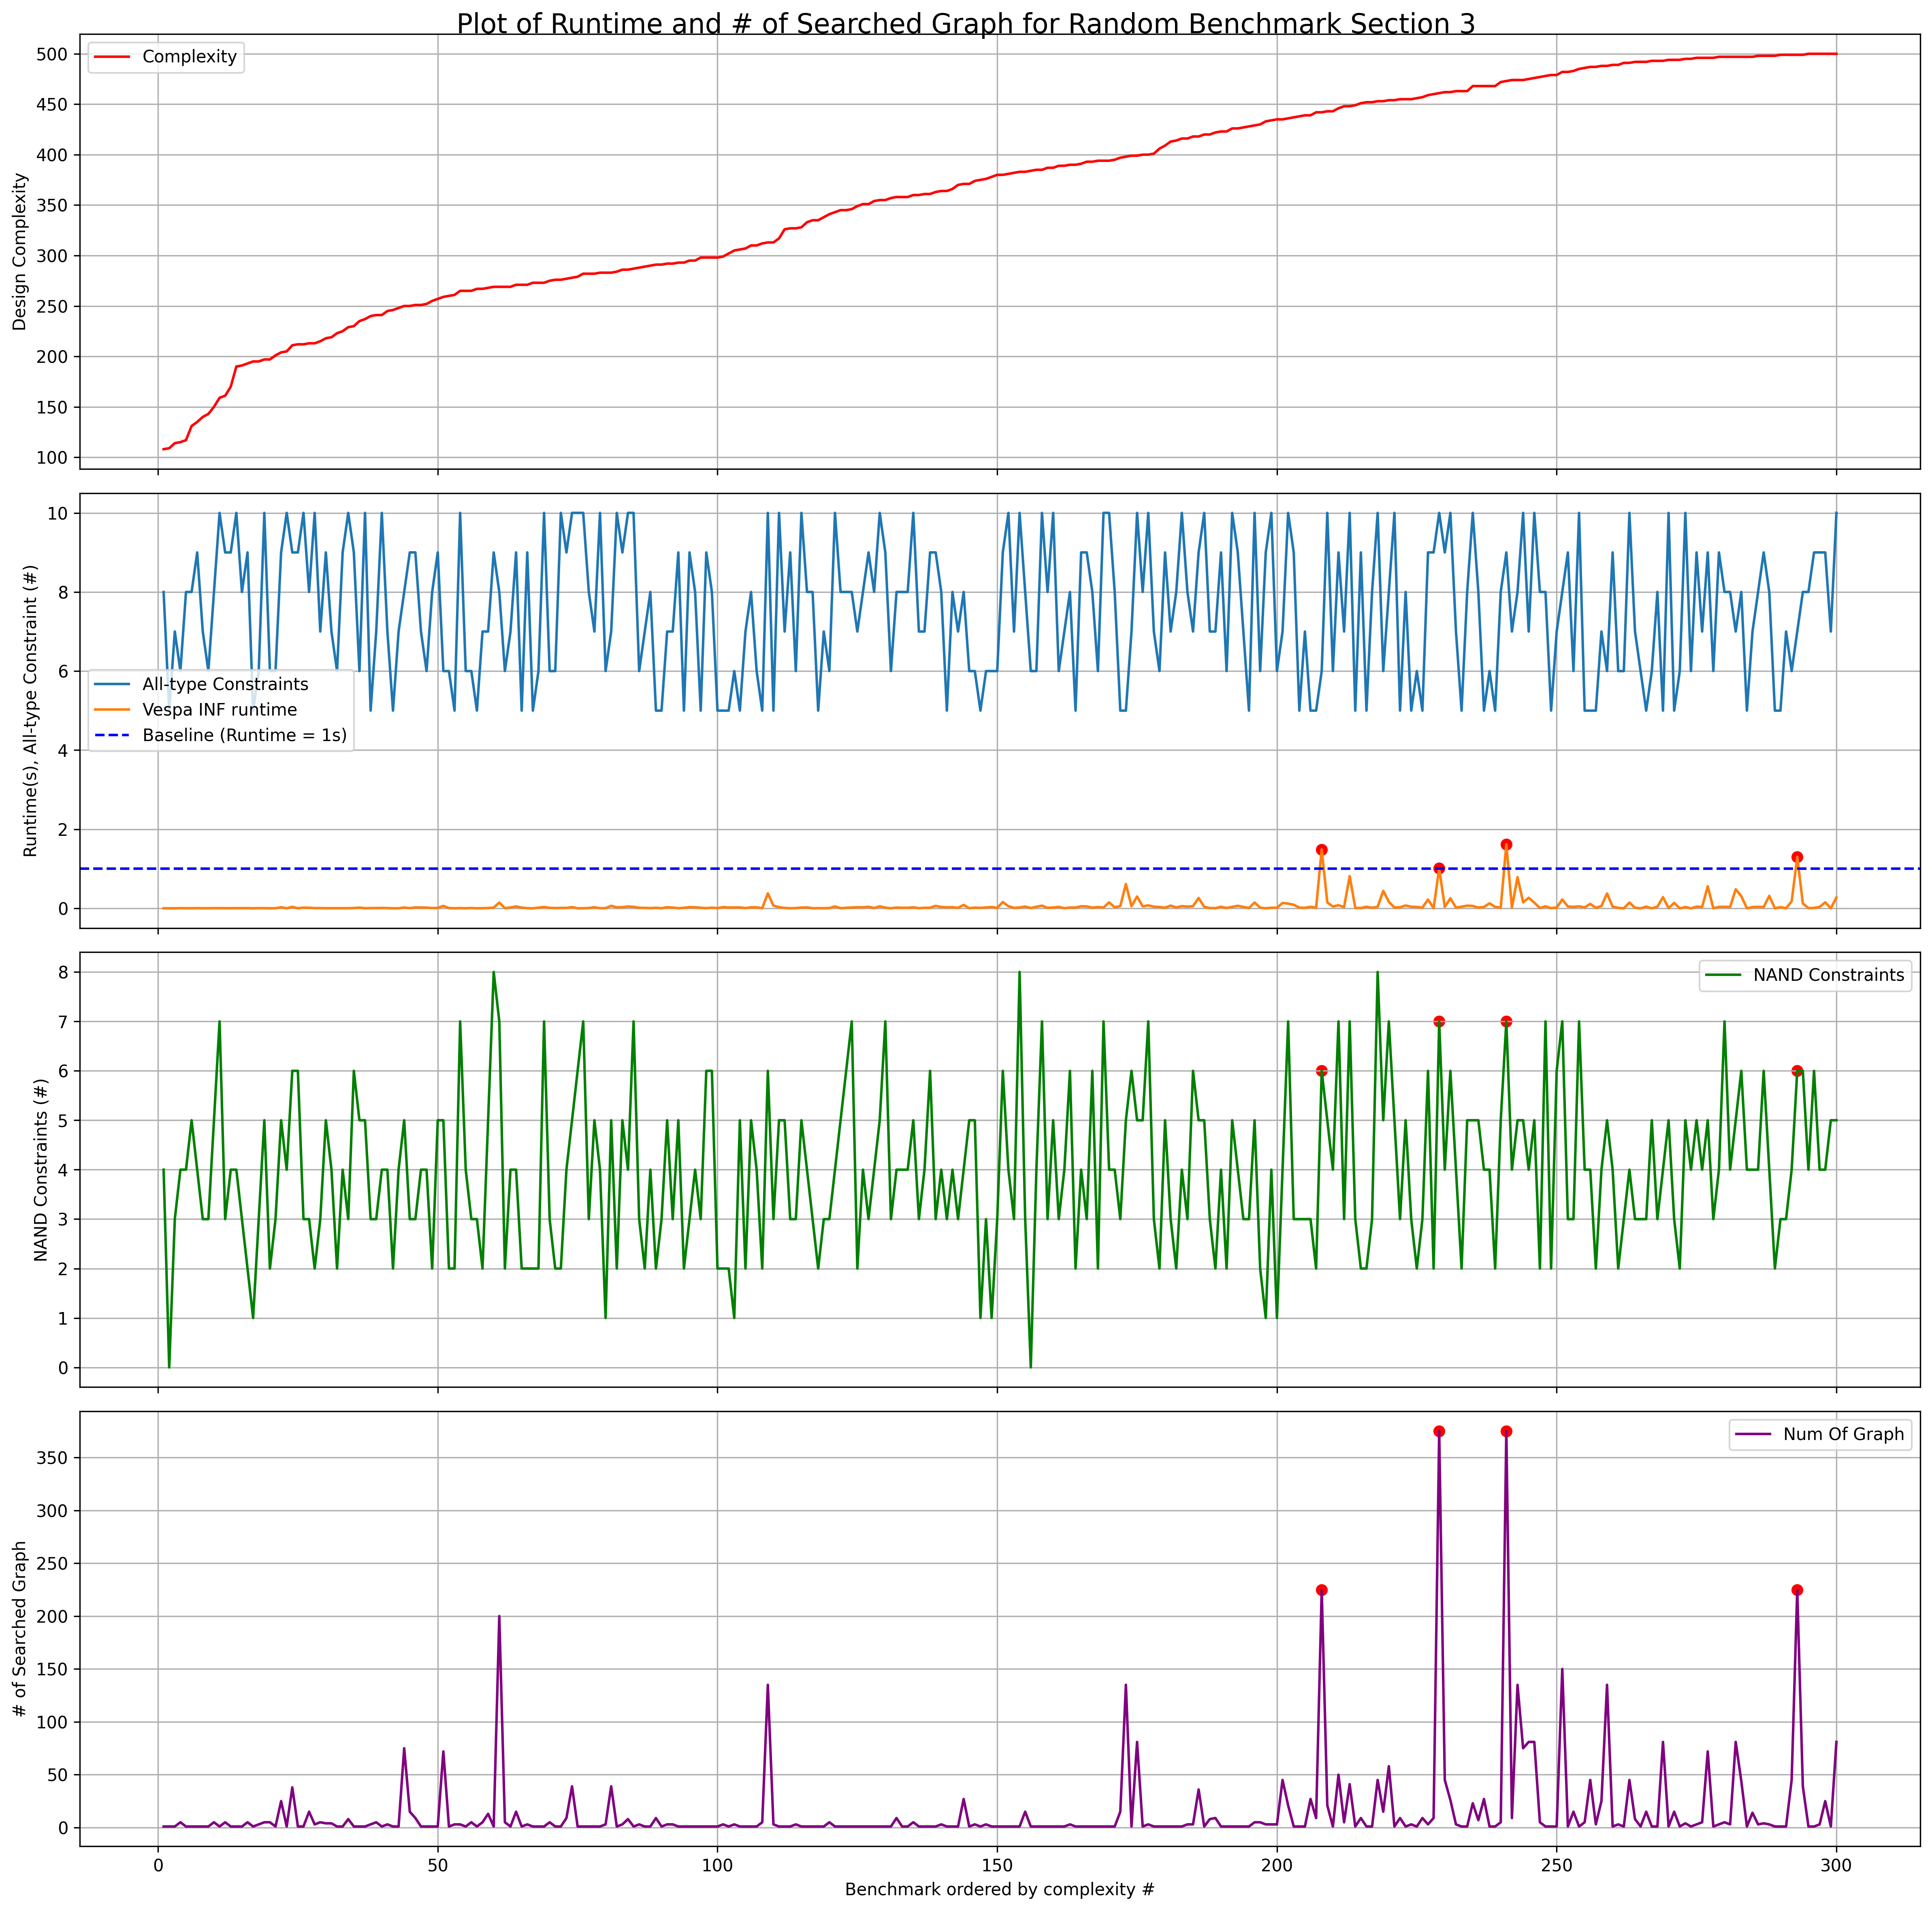 Plot of Runtime and # of Searched Graph for Random Benchmark Section 3
Complexity
Design Complexity
500
450
400
350
300
250
200
150
100
All-type Constraints
Vespa INF runtime
Baseline (Runtime = 1s)
Runtime(s), All-type Constraint (#)
10
8
6
4
2
0
NAND Constraints
NAND Constraints (#)
8
7
6
5
4
3
2
1
0
Num Of Graph
# of Searched Graph
350
300
250
200
150
100
50
0
0 50 100 150 200 250 300
Benchmark ordered by complexity #